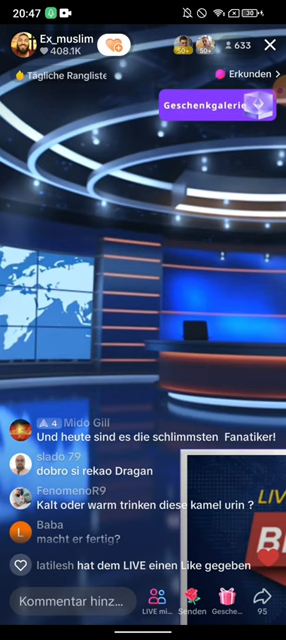 20:47
Ex_muslim
408.1K
50+
50+
633
Tägliche Rangliste
Erkunden >
Geschenkgalerie
4 Mido Gill
Und heute sind es die schlimmsten Fanatiker!
slado 79
dobro si rekao Dragan
FenomenoR9
Kalt oder warm trinken diese kamel urin ?
L Baba
macht er fertig?
latilesh hat dem LIVE einen Like gegeben
LIV
B
Kommentar hinz...
LIVE mi...
Senden
Gesche...
95